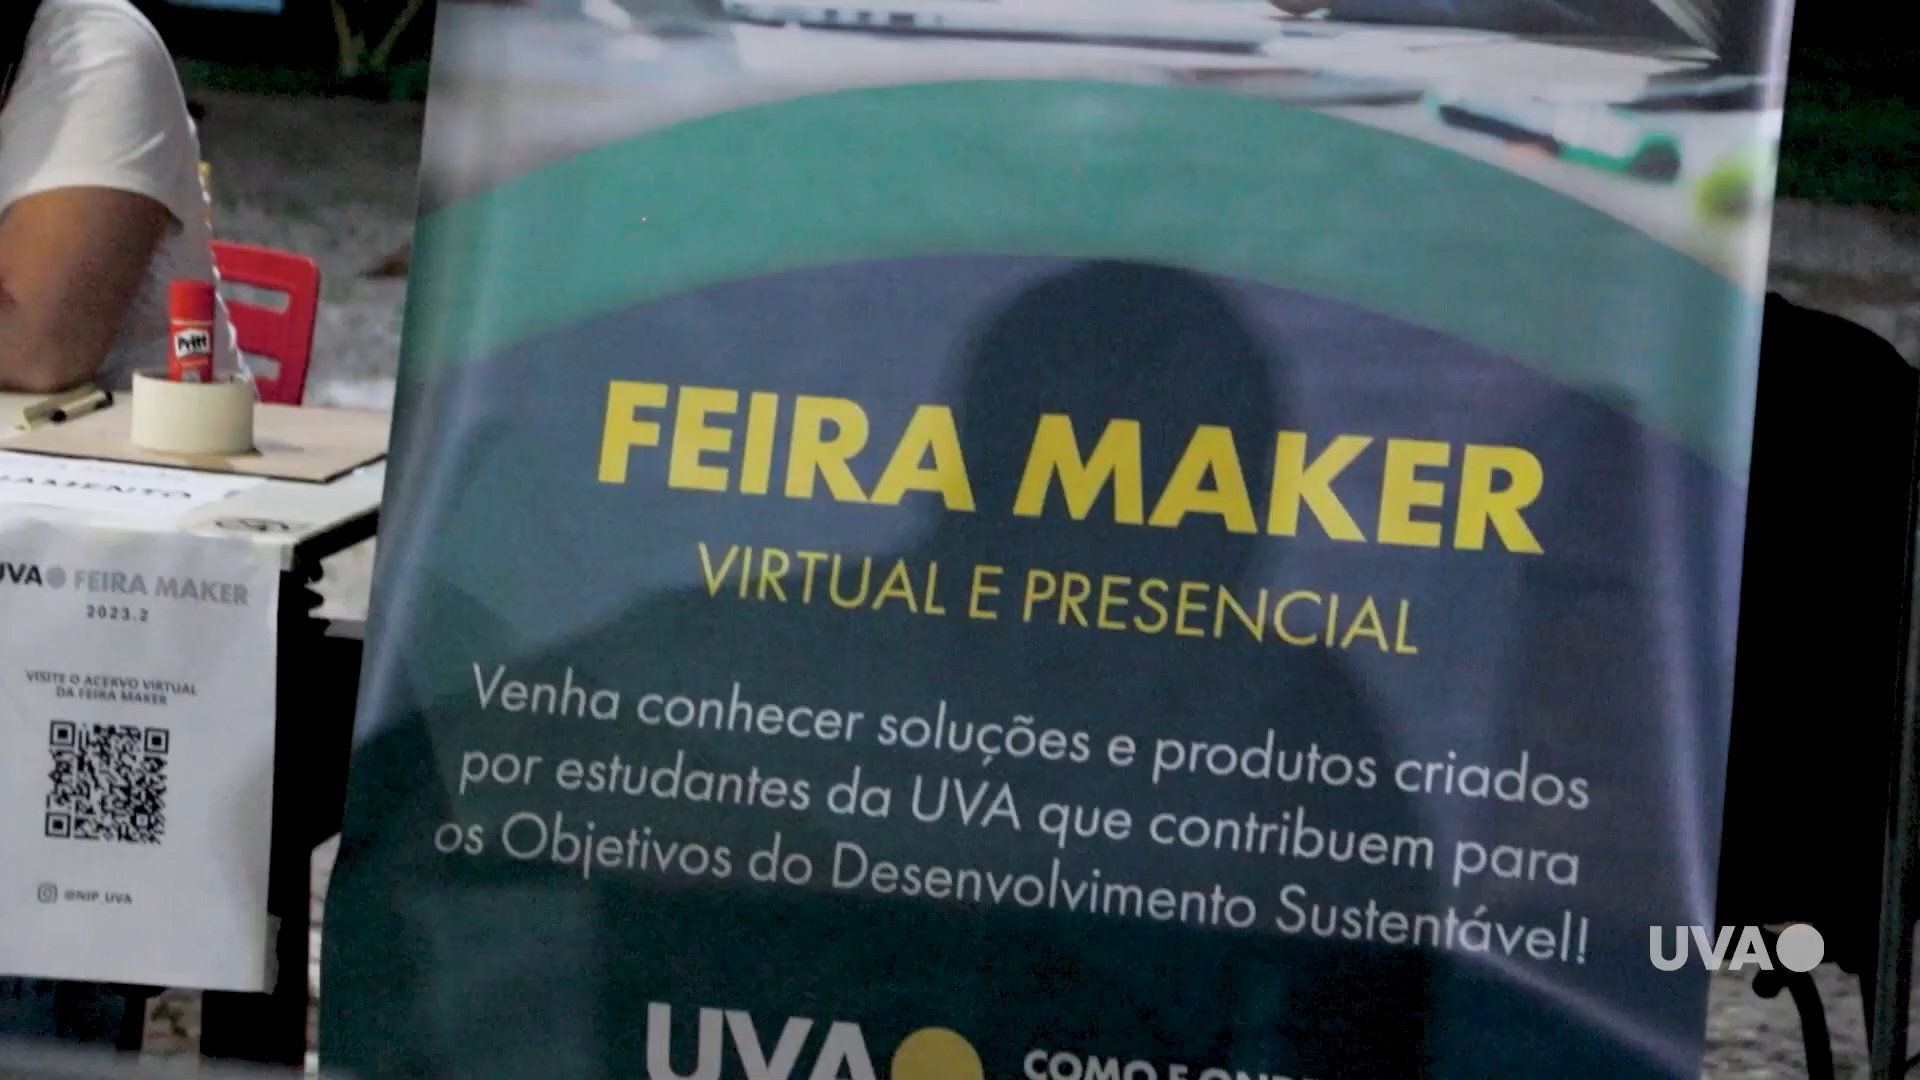 Pritt
UVA FEIRA MAKER
2023.2
VISITE O ACERVO VIRTUAL
DA FEIRA MAKER
@NIP_UVA
FEIRA MAKER
VIRTUAL E PRESENCIAL
Venha conhecer soluções e produtos criados
por estudantes da UVA que contribuem para
os Objetivos do Desenvolvimento Sustentável!
UVA
COMO E
UVA